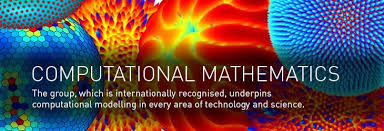 COMPUTATIONAL MATHEMATICS
The group, which is internationally recognised, underpins
computational modelling in every area of technology and science.